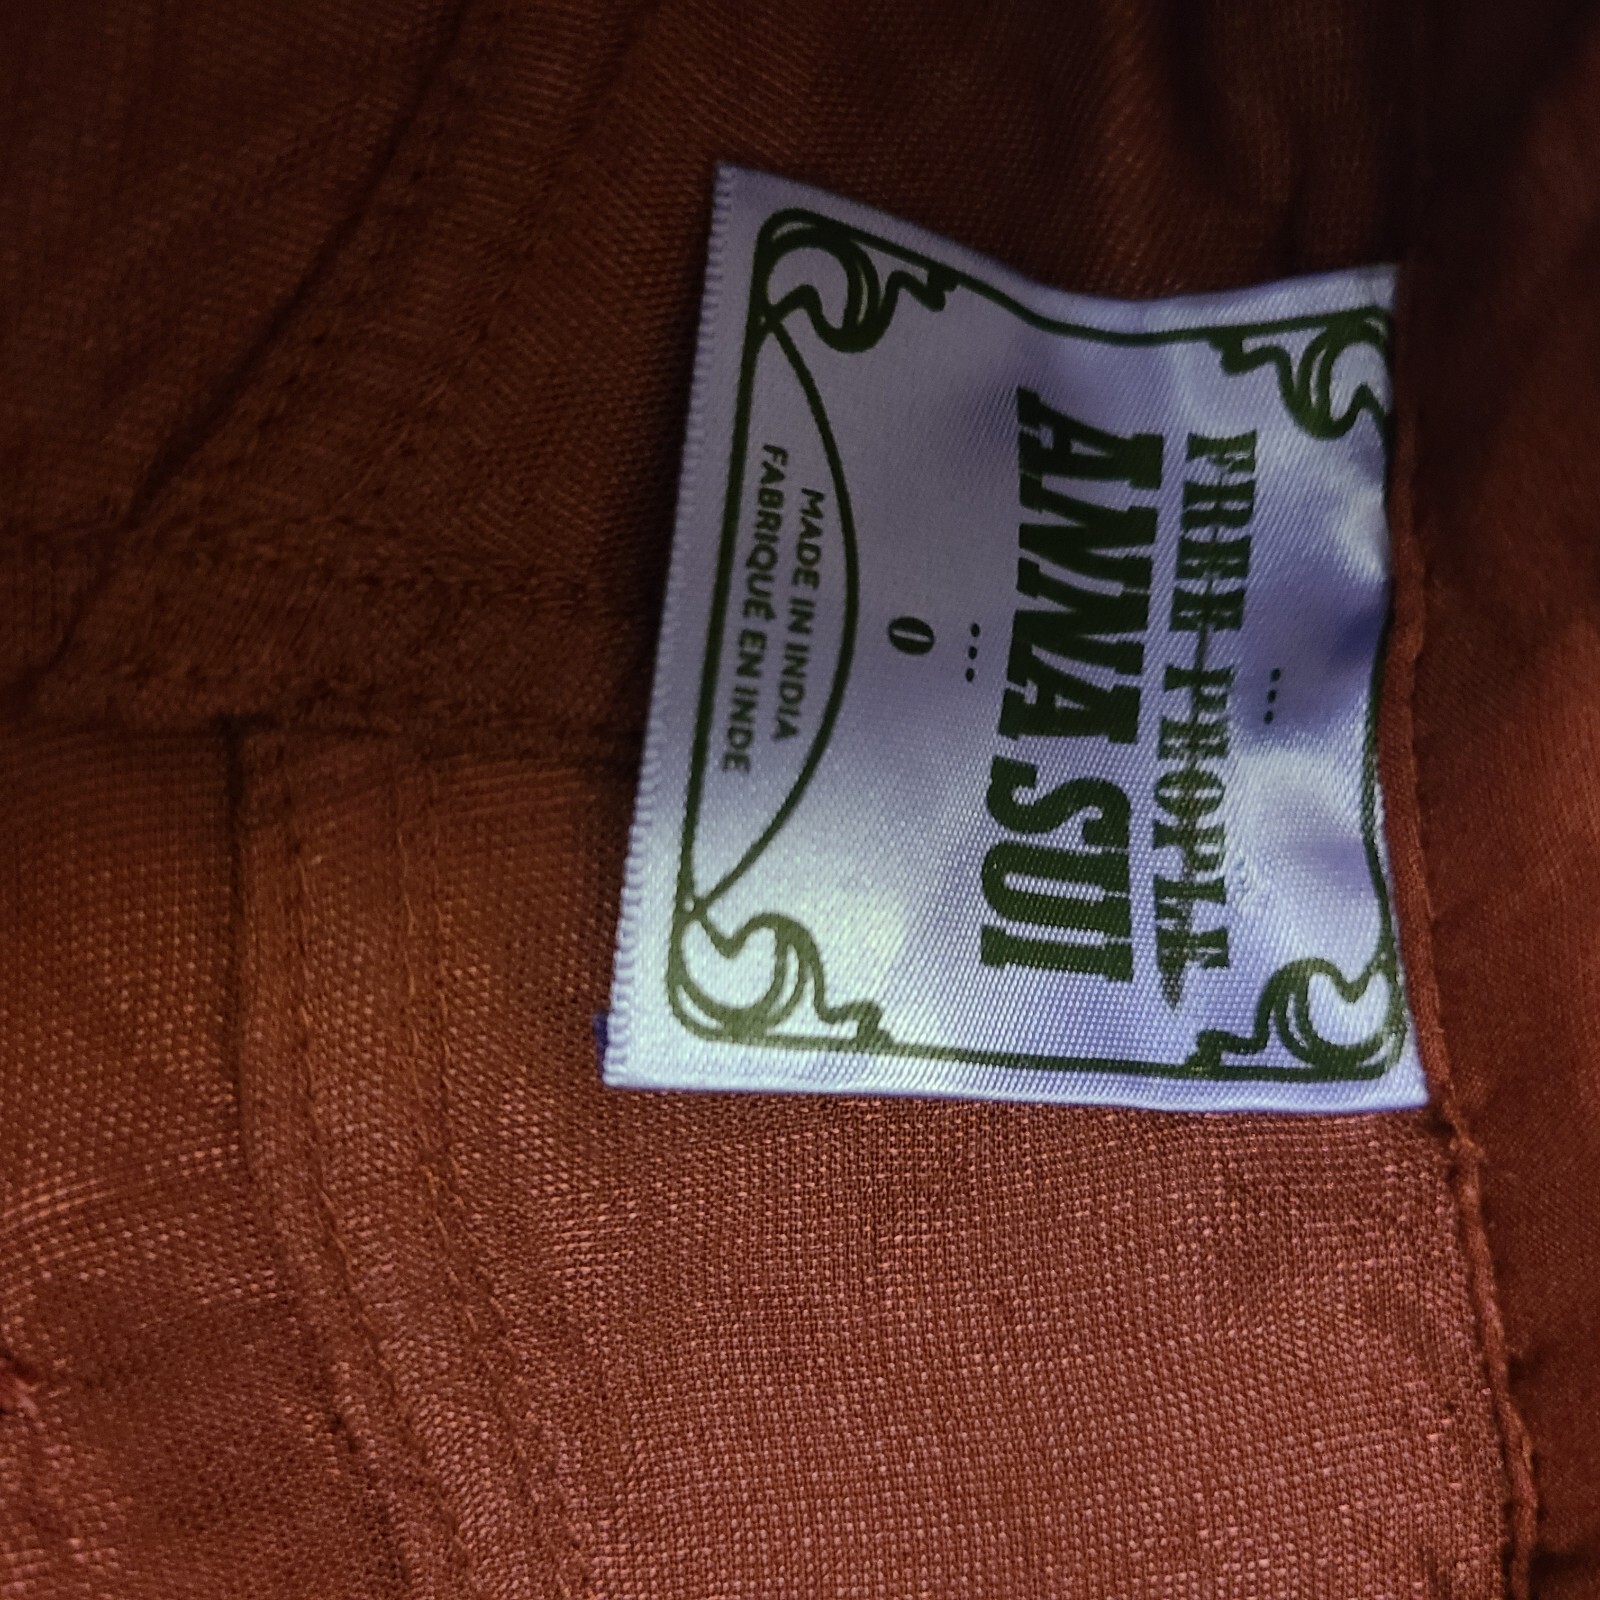 FREE PEOPLE
ANNA SUI
0
MADE IN INDIA
FABRIQUÉ EN INDE